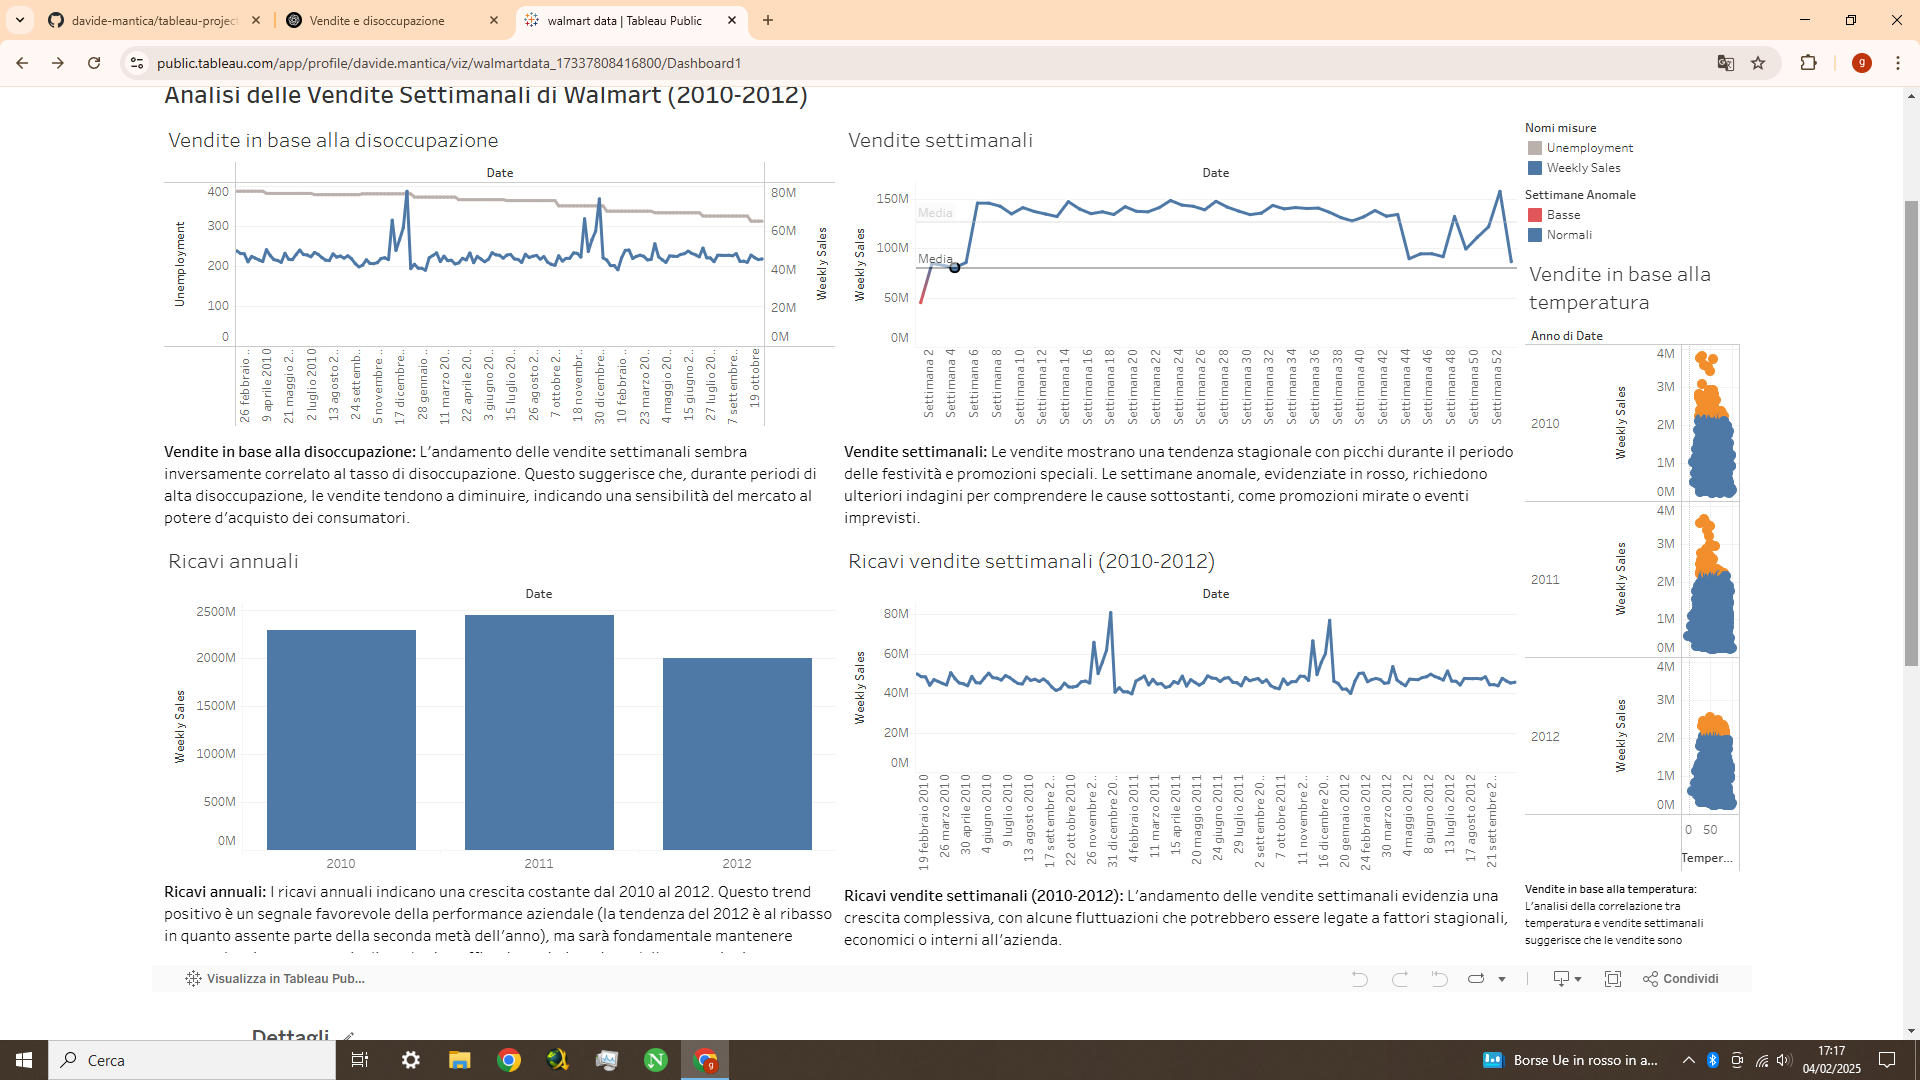 davide-mantica/tableau-project
Vendite e disoccupazione
walmart data | Tableau Public
public.tableau.com/app/profile/davide.mantica/viz/walmartdata_17337808416800/Dashboard1
g
Analisi delle Vendite Settimanali di Walmart (2010-2012)
Vendite in base alla disoccupazione
Date
400
300
200
100
0
Unemployment
80M
60M
40M
20M
0M
Weekly Sales
26 febbraio ..
9 aprile 2010
21 maggio 2..
2 luglio 2010
13 agosto 2..
24 settemb..
5 novembre ..
17 dicembre..
28 gennaio ..
11 marzo 20..
22 aprile 20..
3 giugno 20..
15 luglio 20..
26 agosto 2..
7 ottobre 2..
18 novembr..
30 dicembre..
10 febbraio ..
23 marzo 20..
4 maggio 20..
15 giugno 2..
27 luglio 20..
7 settembre..
19 ottobre
Vendite in base alla disoccupazione: L'andamento delle vendite settimanali sembra
inversamente correlato al tasso di disoccupazione. Questo suggerisce che, durante periodi di
alta disoccupazione, le vendite tendono a diminuire, indicando una sensibilità del mercato al
potere d'acquisto dei consumatori.
Vendite settimanali
Date
150M
100M
50M
0M
Weekly Sales
Media
Media
Settimana 2
Settimana 4
Settimana 6
Settimana 8
Settimana 10
Settimana 12
Settimana 14
Settimana 16
Settimana 18
Settimana 20
Settimana 22
Settimana 24
Settimana 26
Settimana 28
Settimana 30
Settimana 32
Settimana 34
Settimana 36
Settimana 38
Settimana 40
Settimana 42
Settimana 44
Settimana 46
Settimana 48
Settimana 50
Settimana 52
Vendite settimanali: Le vendite mostrano una tendenza stagionale con picchi durante il periodo
delle festività e promozioni speciali. Le settimane anomale, evidenziate in rosso, richiedono
ulteriori indagini per comprendere le cause sottostanti, come promozioni mirate o eventi
imprevisti.
Nomi misure
Unemployment
Weekly Sales
Settimane Anomale
Basse
Normali
Vendite in base alla
temperatura
Anno di Date
2010
Weekly Sales
4M
3M
2M
1M
0M
2011
Weekly Sales
4M
3M
2M
1M
0M
2012
Weekly Sales
4M
3M
2M
1M
0M
0 50
Temper...
Vendite in base alla temperatura:
L'analisi della correlazione tra
temperatura e vendite settimanali
suggerisce che le vendite sono
Ricavi annuali
Date
2500M
2000M
1500M
1000M
500M
0M
Weekly Sales
2010 2011 2012
Ricavi annuali: I ricavi annuali indicano una crescita costante dal 2010 al 2012. Questo trend
positivo è un segnale favorevole della performance aziendale (la tendenza del 2012 è al ribasso
in quanto assente parte della seconda metà dell'anno), ma sarà fondamentale mantenere
Ricavi vendite settimanali (2010-2012)
Date
80M
60M
40M
20M
0M
Weekly Sales
19 febbraio 2010
26 marzo 2010
30 aprile 2010
4 giugno 2010
9 luglio 2010
13 agosto 2010
17 settembre 2..
22 ottobre 2010
26 novembre 2..
31 dicembre 20..
4 febbraio 2011
11 marzo 2011
15 aprile 2011
20 maggio 2011
24 giugno 2011
29 luglio 2011
2 settembre 20..
7 ottobre 2011
11 novembre 2..
16 dicembre 20..
20 gennaio 2012
24 febbraio 2012
30 marzo 2012
4 maggio 2012
8 giugno 2012
13 luglio 2012
17 agosto 2012
21 settembre 2..
Ricavi vendite settimanali (2010-2012): L'andamento delle vendite settimanali evidenzia una
crescita complessiva, con alcune fluttuazioni che potrebbero essere legate a fattori stagionali,
economici o interni all'azienda.
Visualizza in Tableau Pub...
Condividi
Dettagli
Cerca
Borse Ue in rosso in a...
17:17
04/02/2025